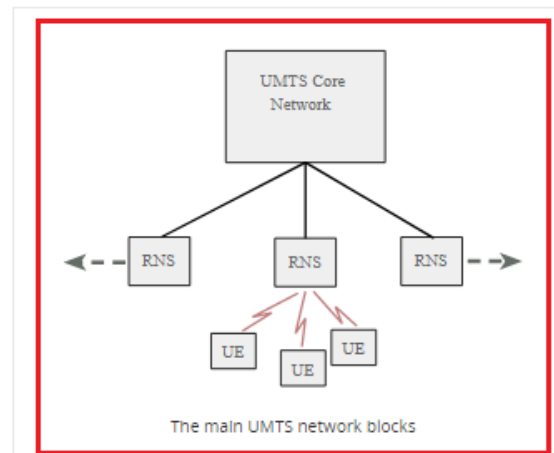 UMTS Core
Network
RNS
RNS
RNS
UE
UE
UE
The main UMTS network blocks